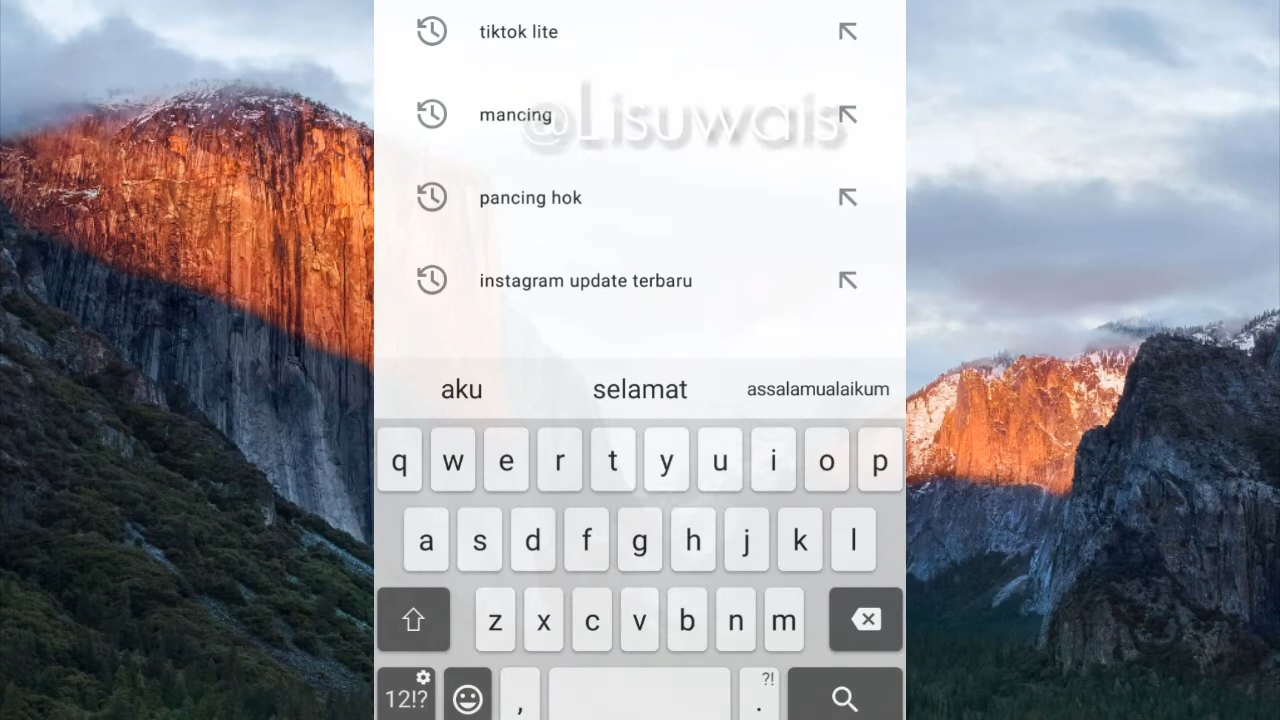 tiktok lite
mancing
@Lisuwais
pancing hok
instagram update terbaru
aku selamat assalamualaikum
q w e r t y u i o p
a s d f g h j k l
z x c v b n m
12!? , ?! .